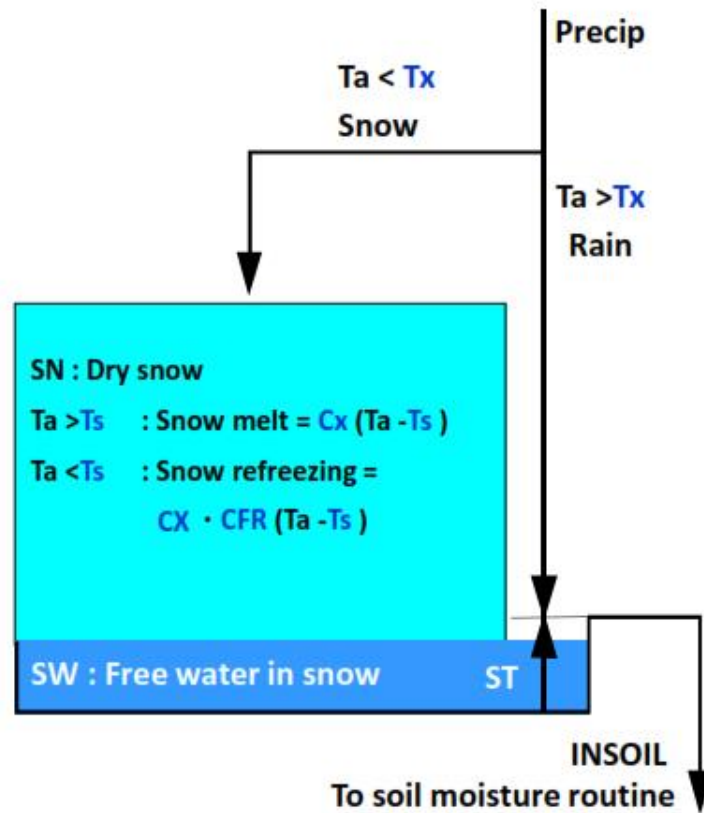 Precip
Ta < Tx
Snow
Ta >Tx
Rain
SN : Dry snow
Ta >Ts : Snow melt = Cx (Ta -Ts )
Ta <Ts : Snow refreezing =
CX · CFR (Ta -Ts )
SW : Free water in snow ST
INSOIL
To soil moisture routine